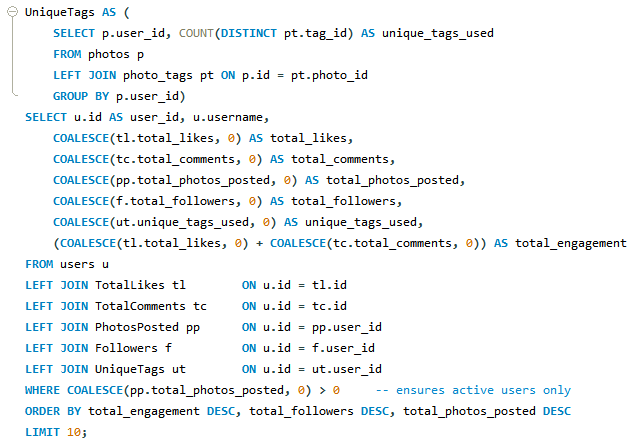 UniqueTags AS (
    SELECT p.user_id, COUNT(DISTINCT pt.tag_id) AS unique_tags_used
    FROM photos p
    LEFT JOIN photo_tags pt ON p.id = pt.photo_id
    GROUP BY p.user_id)
SELECT u.id AS user_id, u.username,
    COALESCE(tl.total_likes, 0) AS total_likes,
    COALESCE(tc.total_comments, 0) AS total_comments,
    COALESCE(pp.total_photos_posted, 0) AS total_photos_posted,
    COALESCE(f.total_followers, 0) AS total_followers,
    COALESCE(ut.unique_tags_used, 0) AS unique_tags_used,
    (COALESCE(tl.total_likes, 0) + COALESCE(tc.total_comments, 0)) AS total_engagement
FROM users u
LEFT JOIN TotalLikes tl        ON u.id = tl.id
LEFT JOIN TotalComments tc     ON u.id = tc.id
LEFT JOIN PhotosPosted pp      ON u.id = pp.user_id
LEFT JOIN Followers f          ON u.id = f.user_id
LEFT JOIN UniqueTags ut        ON u.id = ut.user_id
WHERE COALESCE(pp.total_photos_posted, 0) > 0     -- ensures active users only
ORDER BY total_engagement DESC, total_followers DESC, total_photos_posted DESC
LIMIT 10;